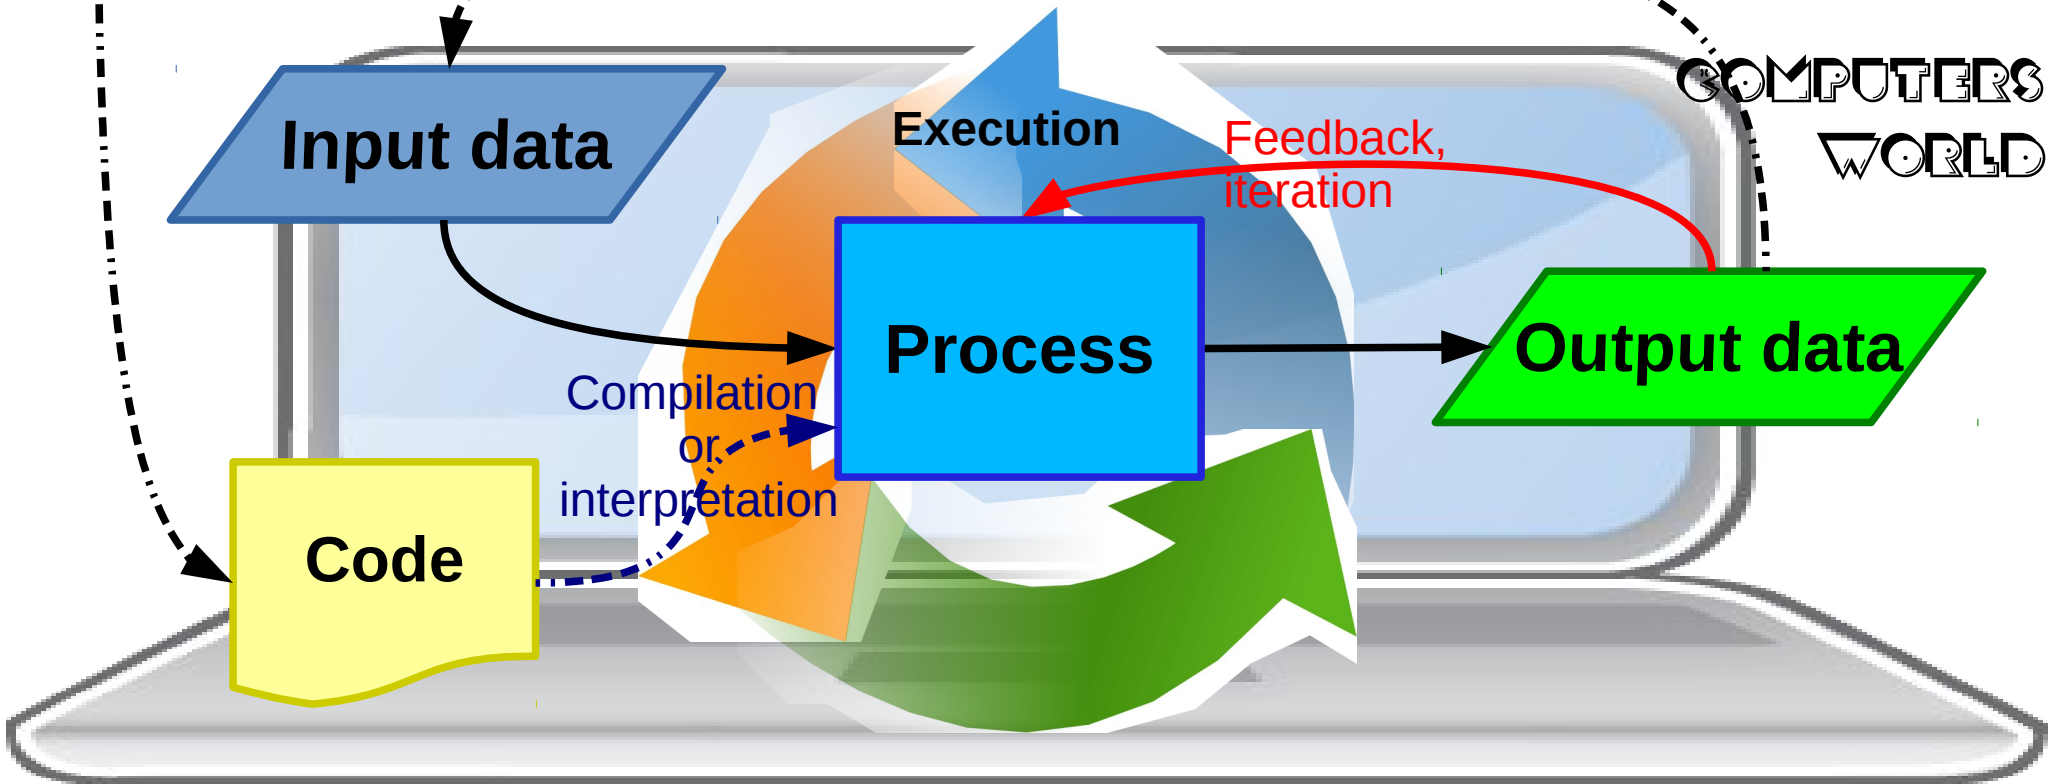 COMPUTERS
WORLD
Input data
Execution
Feedback,
iteration
Process
Output data
Compilation
or
interpretation
Code